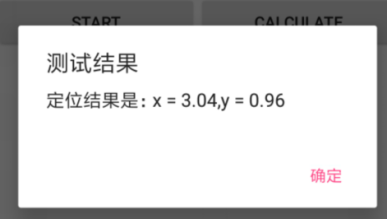 START CALCULATE
测试结果
定位结果是: x = 3.04,y = 0.96
确定